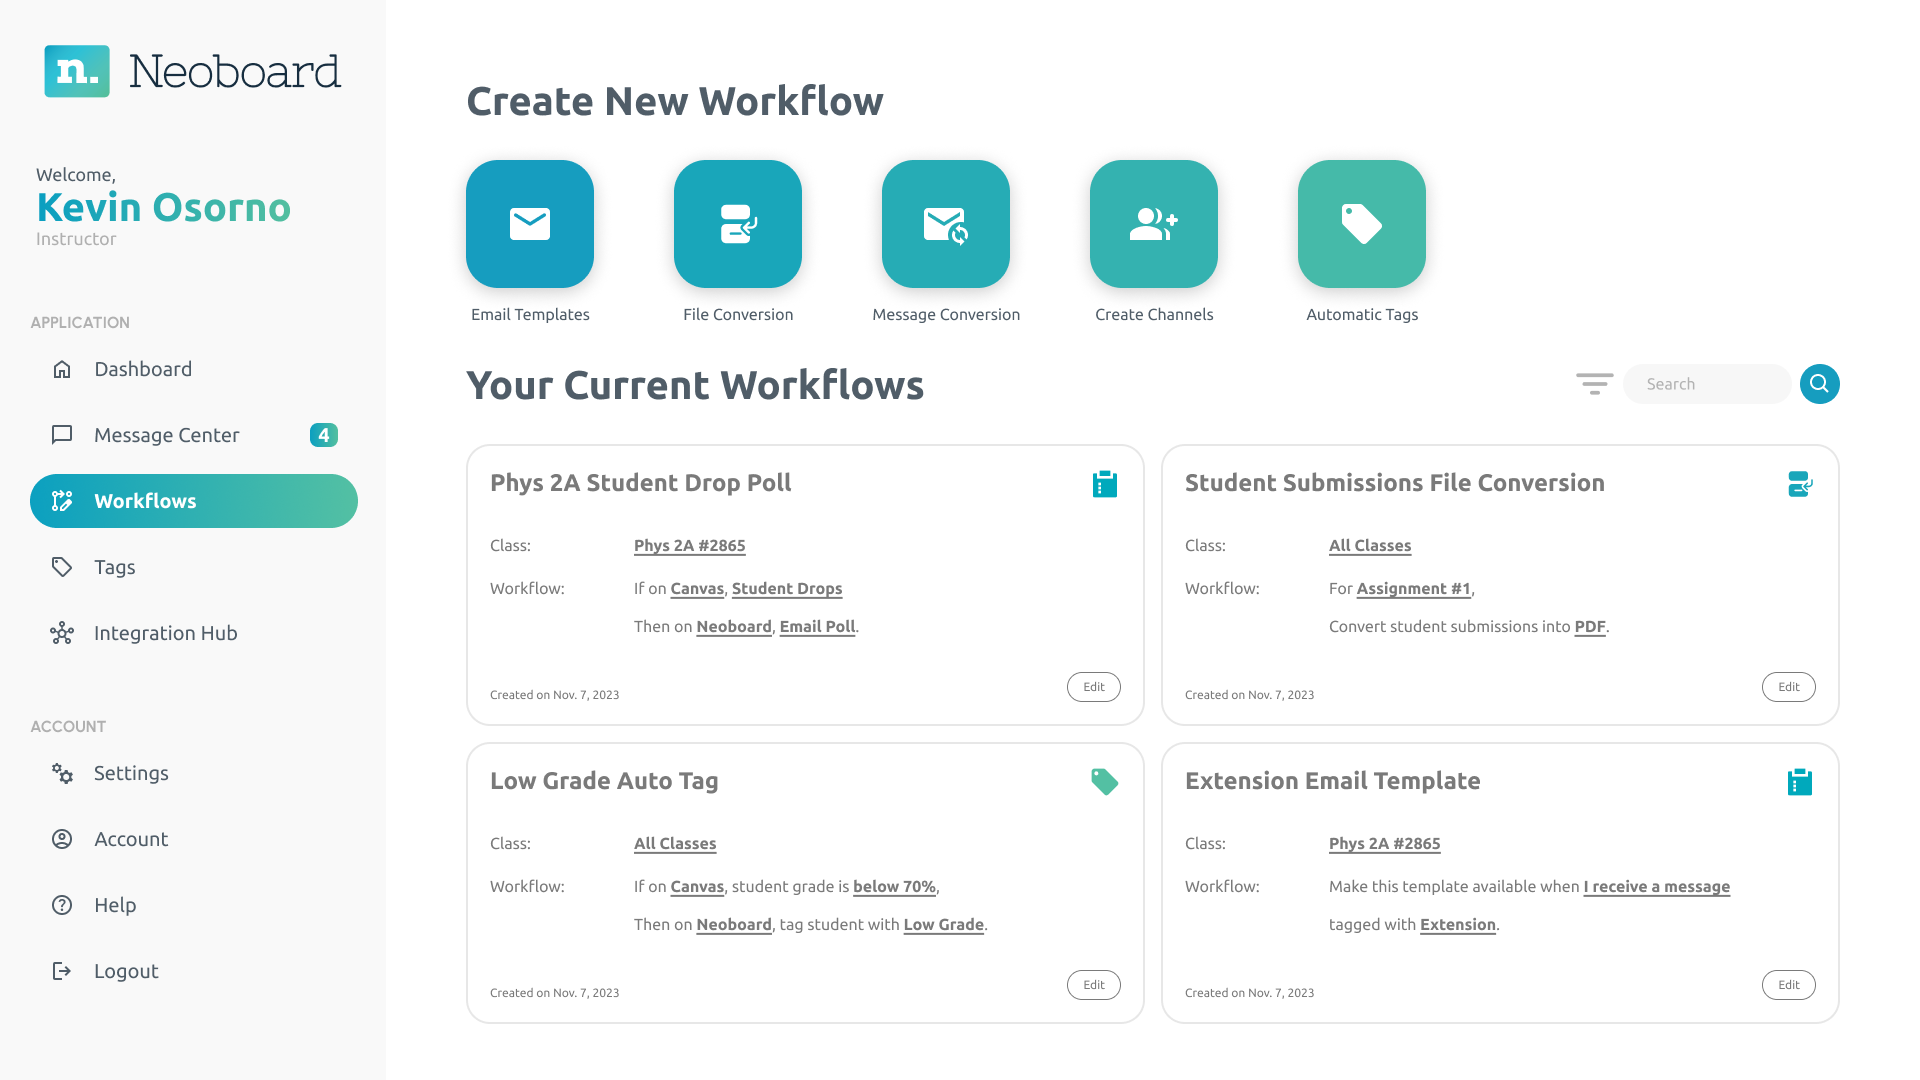 n. Neoboard
Welcome,
Kevin Osorno
Instructor
APPLICATION
Dashboard
Message Center 4
Workflows
Tags
Integration Hub
ACCOUNT
Settings
Account
Help
Logout
Create New Workflow
Email Templates
File Conversion
Message Conversion
Create Channels
Automatic Tags
Your Current Workflows
Search
Phys 2A Student Drop Poll
Class: Phys 2A #2865
Workflow: If on Canvas, Student Drops
Then on Neoboard, Email Poll.
Created on Nov. 7, 2023
Edit
Student Submissions File Conversion
Class: All Classes
Workflow: For Assignment #1,
Convert student submissions into PDF.
Created on Nov. 7, 2023
Edit
Low Grade Auto Tag
Class: All Classes
Workflow: If on Canvas, student grade is below 70%,
Then on Neoboard, tag student with Low Grade.
Created on Nov. 7, 2023
Edit
Extension Email Template
Class: Phys 2A #2865
Workflow: Make this template available when I receive a message
tagged with Extension.
Created on Nov. 7, 2023
Edit